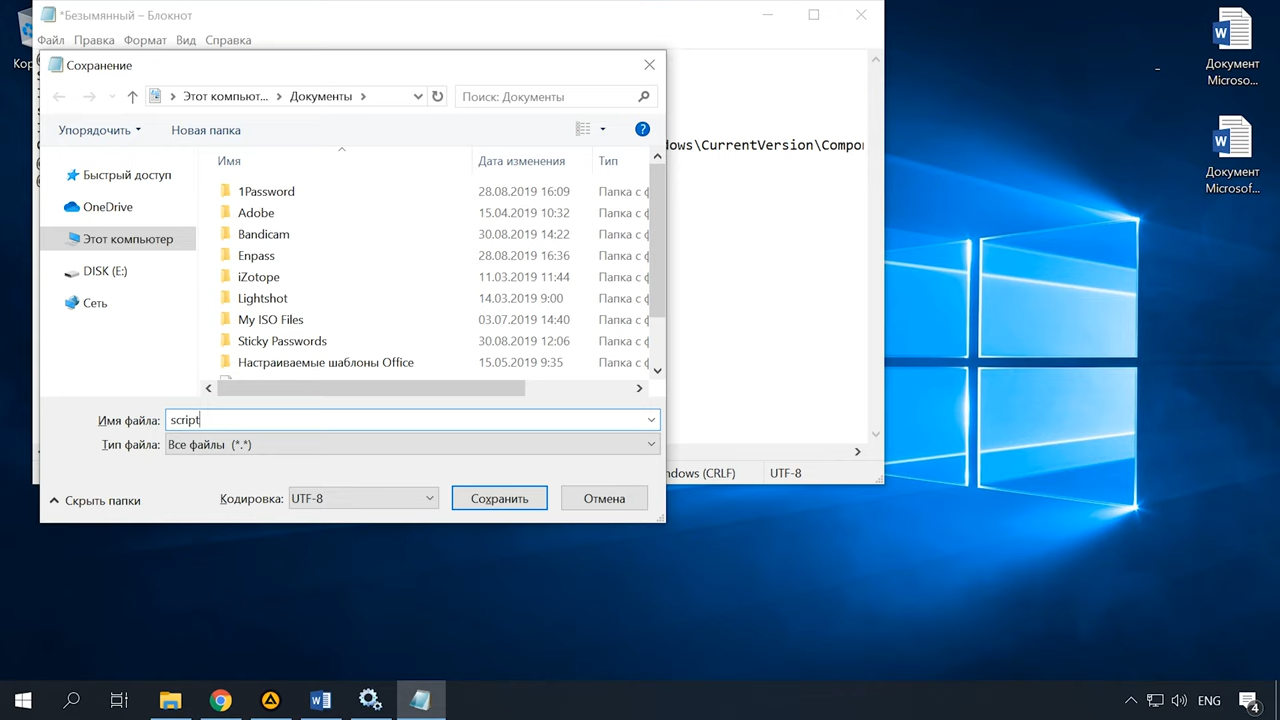 *Безымянный – Блокнот
Файл Правка Формат Вид Справка
Сохранение
Этот компьют... Документы
Поиск: Документы
Упорядочить Новая папка
Имя Дата изменения Тип
Быстрый доступ
OneDrive
Этот компьютер
DISK (E:)
Сеть
1Password 28.08.2019 16:09 Папка с ф
Adobe 15.04.2019 10:32 Папка с ф
Bandicam 30.08.2019 14:22 Папка с ф
Enpass 28.08.2019 16:36 Папка с ф
iZotope 11.03.2019 11:44 Папка с ф
Lightshot 14.03.2019 9:00 Папка с ф
My ISO Files 03.07.2019 14:40 Папка с ф
Sticky Passwords 30.08.2019 12:06 Папка с ф
Настраиваемые шаблоны Office 15.05.2019 9:35 Папка с ф
Имя файла: script
Тип файла: Все файлы (*.*)
Скрыть папки Кодировка: UTF-8 Сохранить Отмена
dows\CurrentVersion\Compo
ndows (CRLF) UTF-8
Кор
Документ
Microso...
Документ
Microsof...
ENG
4